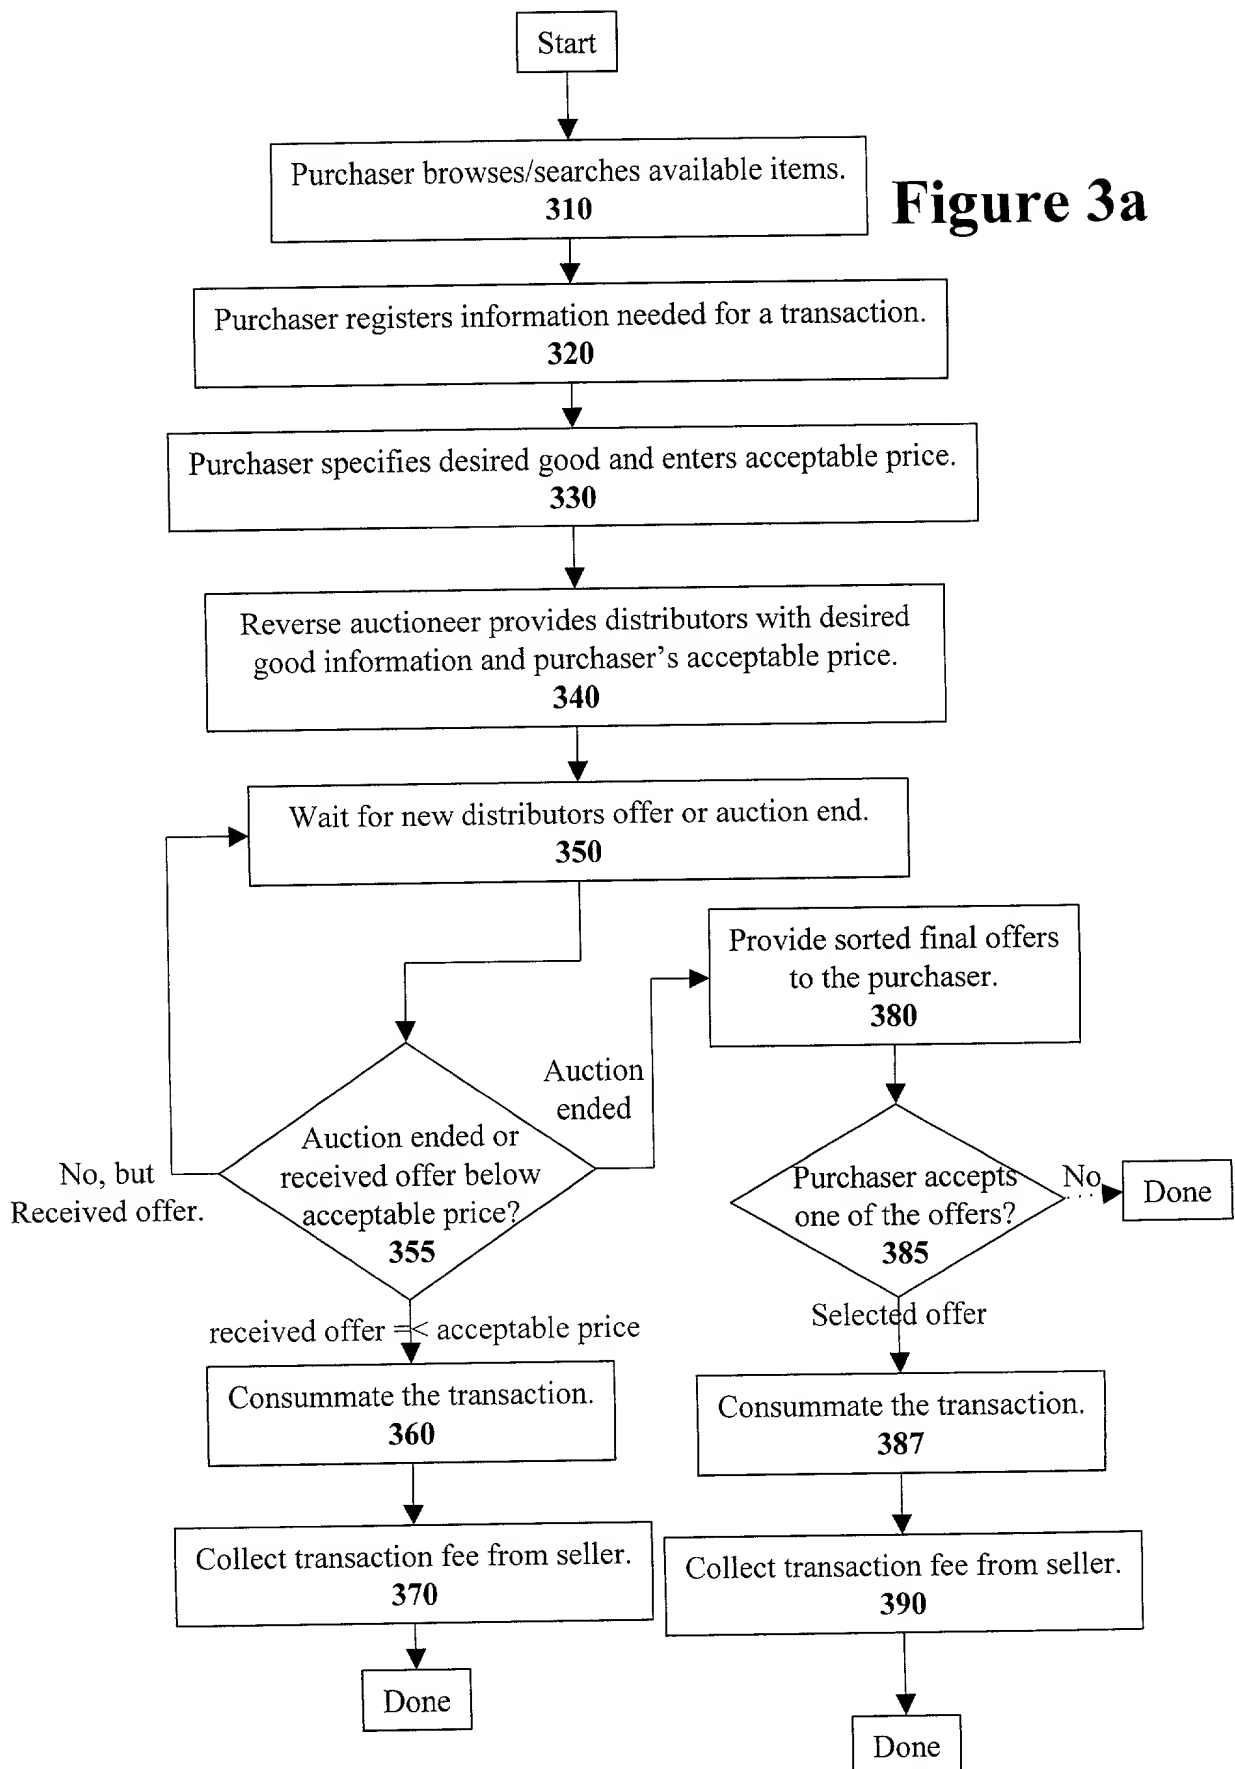 Start
Purchaser browses/searches available items.
310
Figure 3a
Purchaser registers information needed for a transaction.
320
Purchaser specifies desired good and enters acceptable price.
330
Reverse auctioneer provides distributors with desired
good information and purchaser's acceptable price.
340
Wait for new distributors offer or auction end.
350
Provide sorted final offers
to the purchaser.
380
Auction
ended
Auction ended or
received offer below
acceptable price?
355
No, but
Received offer.
Purchaser accepts
one of the offers?
385
No
Done
received offer =< acceptable price
Selected offer
Consummate the transaction.
360
Consummate the transaction.
387
Collect transaction fee from seller.
370
Collect transaction fee from seller.
390
Done
Done